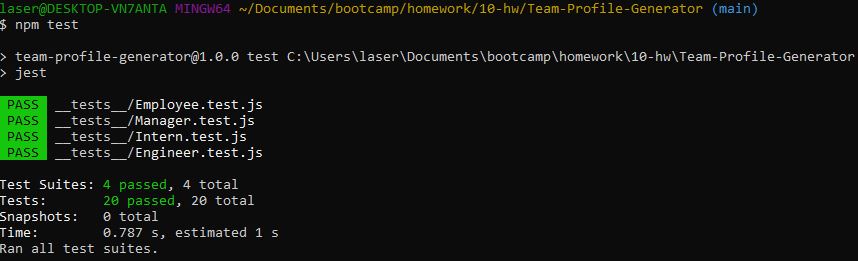 laser@DESKTOP-VN7ANTA MINGW64 ~/Documents/bootcamp/homework/10-hw/Team-Profile-Generator (main)
$ npm test
> team-profile-generator@1.0.0 test C:\Users\laser\Documents\bootcamp\homework\10-hw\Team-Profile-Generator
> jest
PASS __tests__/Employee.test.js
PASS __tests__/Manager.test.js
PASS __tests__/Intern.test.js
PASS __tests__/Engineer.test.js
Test Suites: 4 passed, 4 total
Tests:       20 passed, 20 total
Snapshots:   0 total
Time:        0.787 s, estimated 1 s
Ran all test suites.